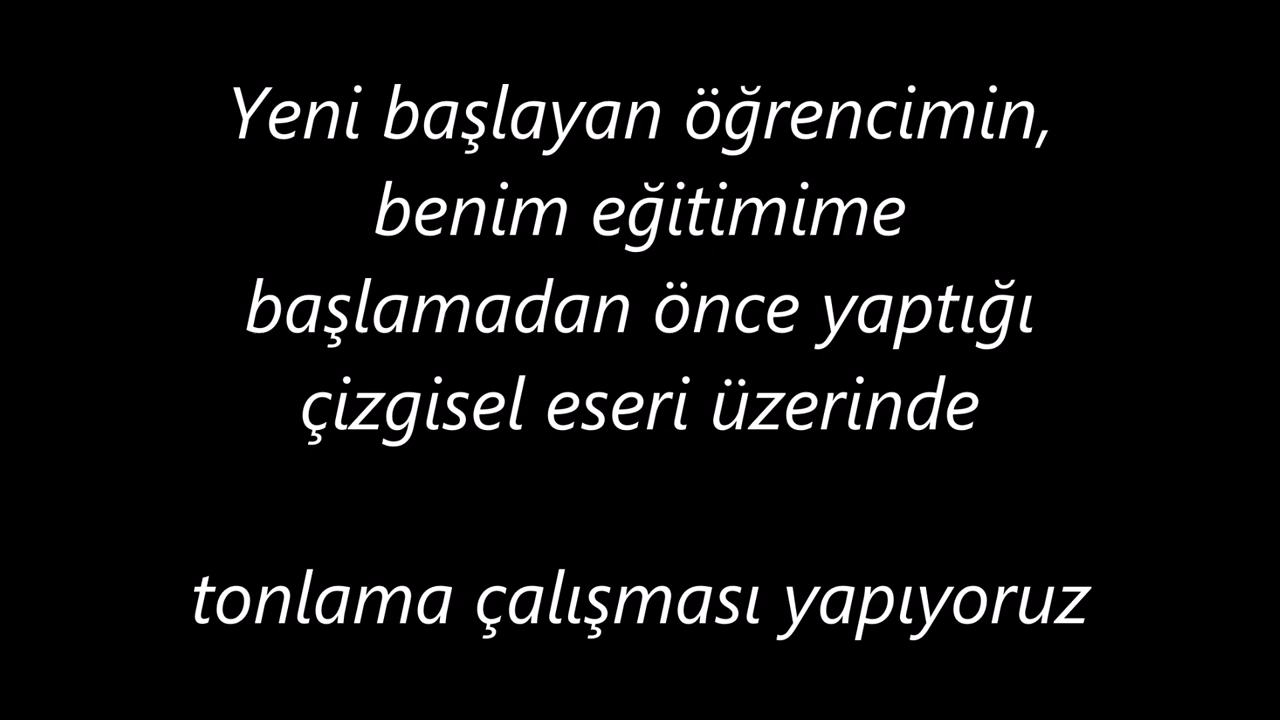 Yeni başlayan öğrencimin,
benim eğitimime
başlamadan önce yaptığı
çizgisel eseri üzerinde
tonlama çalışması yapıyoruz